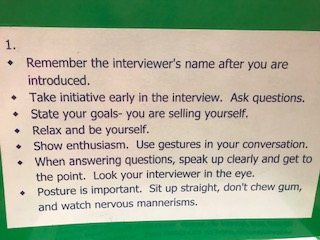 1.
• Remember the interviewer's name after you are
introduced.
• Take initiative early in the interview. Ask questions.
• State your goals- you are selling yourself.
• Relax and be yourself.
• Show enthusiasm. Use gestures in your conversation.
• When answering questions, speak up clearly and get to
the point. Look your interviewer in the eye.
• Posture is important. Sit up straight, don't chew gum,
and watch nervous mannerisms.